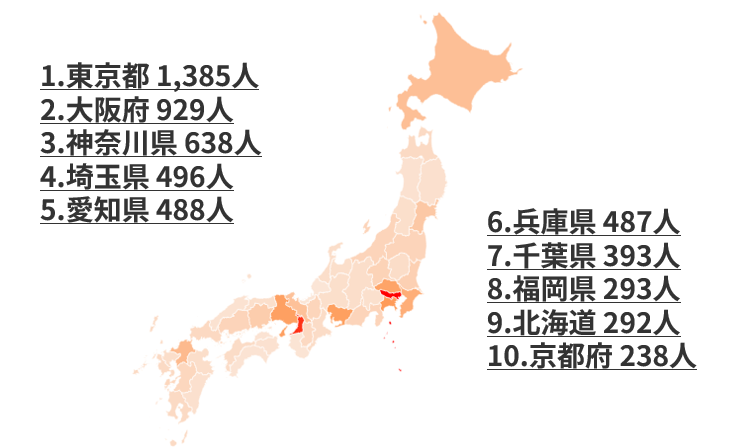 1.東京都 1,385人
2.大阪府 929人
3.神奈川県 638人
4.埼玉県 496人
5.愛知県 488人
6.兵庫県 487人
7.千葉県 393人
8.福岡県 293人
9.北海道 292人
10.京都府 238人